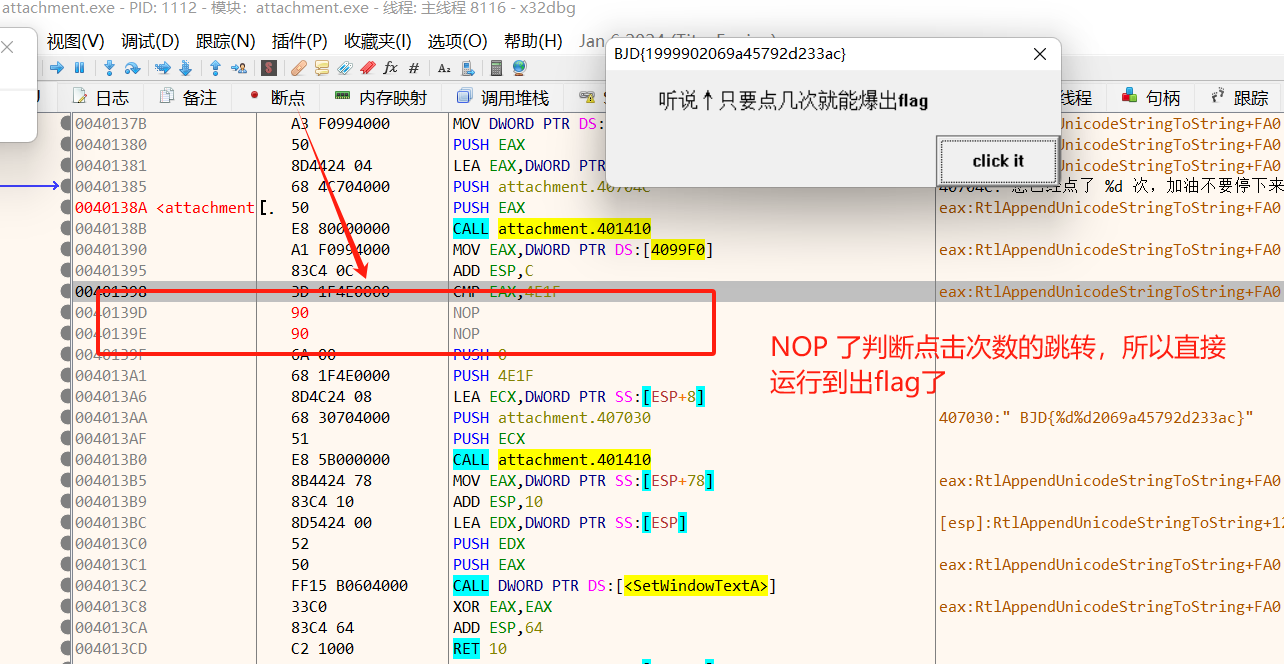 attachment.exe - PID: 1112 - 模块：attachment.exe - 线程: 主线程 8116 - x32dbg
视图(V) 调试(D) 跟踪(N) 插件(P) 收藏夹(I) 选项(O) 帮助(H)
BJD{1999902069a45792d233ac}
听说↑只要点几次就能爆出flag
click it
日志 备注 断点 内存映射 调用堆栈 线程 句柄 跟踪
0040137B A3 F0994000 MOV DWORD PTR DS: UnicodeStringToString+FA0
00401380 50 PUSH EAX UnicodeStringToString+FA0
00401381 8D4424 04 LEA EAX,DWORD PTR UnicodeStringToString+FA0
00401385 68 4C704000 PUSH attachment.40704C 40704C:"您已经点了 %d 次，加油不要停下来
0040138A <attachment[. 50 PUSH EAX eax:RtlAppendUnicodeStringToString+FA0
0040138B E8 80000000 CALL attachment.401410
00401390 A1 F0994000 MOV EAX,DWORD PTR DS:[4099F0] eax:RtlAppendUnicodeStringToString+FA0
00401395 83C4 0C ADD ESP,C
00401398 3D 1F4E0000 CMP EAX,4E1F eax:RtlAppendUnicodeStringToString+FA0
0040139D 90 NOP
0040139E 90 NOP
0040139F 6A 00 PUSH 0
004013A1 68 1F4E0000 PUSH 4E1F
004013A6 8D4C24 08 LEA ECX,DWORD PTR SS:[ESP+8]
004013AA 68 30704000 PUSH attachment.407030 407030:" BJD{%d%d2069a45792d233ac}"
004013AF 51 PUSH ECX
004013B0 E8 5B000000 CALL attachment.401410
004013B5 8B4424 78 MOV EAX,DWORD PTR SS:[ESP+78] eax:RtlAppendUnicodeStringToString+FA0
004013B9 83C4 10 ADD ESP,10
004013BC 8D5424 00 LEA EDX,DWORD PTR SS:[ESP] [esp]:RtlAppendUnicodeStringToString+12
004013C0 52 PUSH EDX
004013C1 50 PUSH EAX eax:RtlAppendUnicodeStringToString+FA0
004013C2 FF15 B0604000 CALL DWORD PTR DS:[<SetWindowTextA>]
004013C8 33C0 XOR EAX,EAX eax:RtlAppendUnicodeStringToString+FA0
004013CA 83C4 64 ADD ESP,64
004013CD C2 1000 RET 10
NOP 了判断点击次数的跳转，所以直接
运行到出flag了